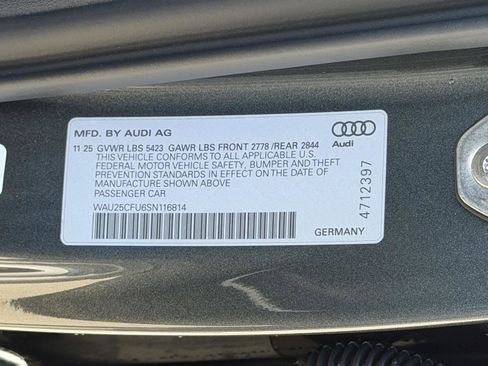 MFD. BY AUDI AG
11 25 GVWR LBS 5423 GAWR LBS FRONT 2778 /REAR 2844
THIS VEHICLE CONFORMS TO ALL APPLICABLE U.S.
FEDERAL MOTOR VEHICLE SAFETY, BUMPER AND THEFT
PREVENTION STANDARDS IN EFFECT ON THE DATE OF
MANUFACTURE SHOWN ABOVE
PASSENGER CAR
WAU25CFU6SN116814
Audi
4712397
GERMANY